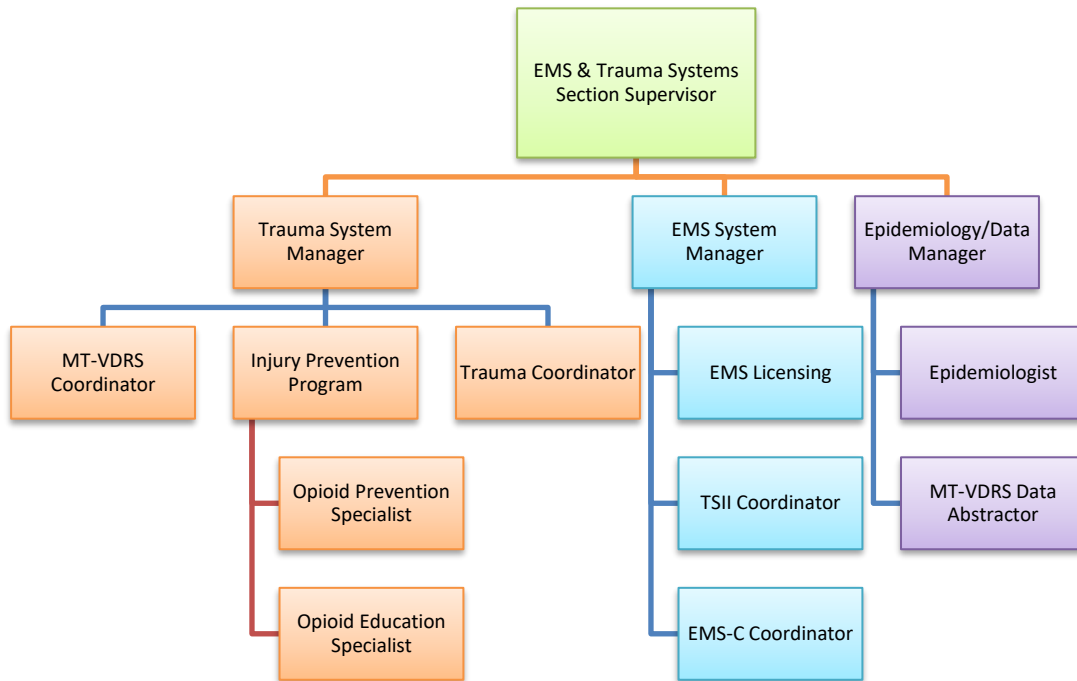 EMS & Trauma Systems
Section Supervisor
Trauma System
Manager
EMS System
Manager
Epidemiology/Data
Manager
MT-VDRS
Coordinator
Injury Prevention
Program
Trauma Coordinator
EMS Licensing
Epidemiologist
Opioid Prevention
Specialist
TSII Coordinator
MT-VDRS Data
Abstractor
Opioid Education
Specialist
EMS-C Coordinator